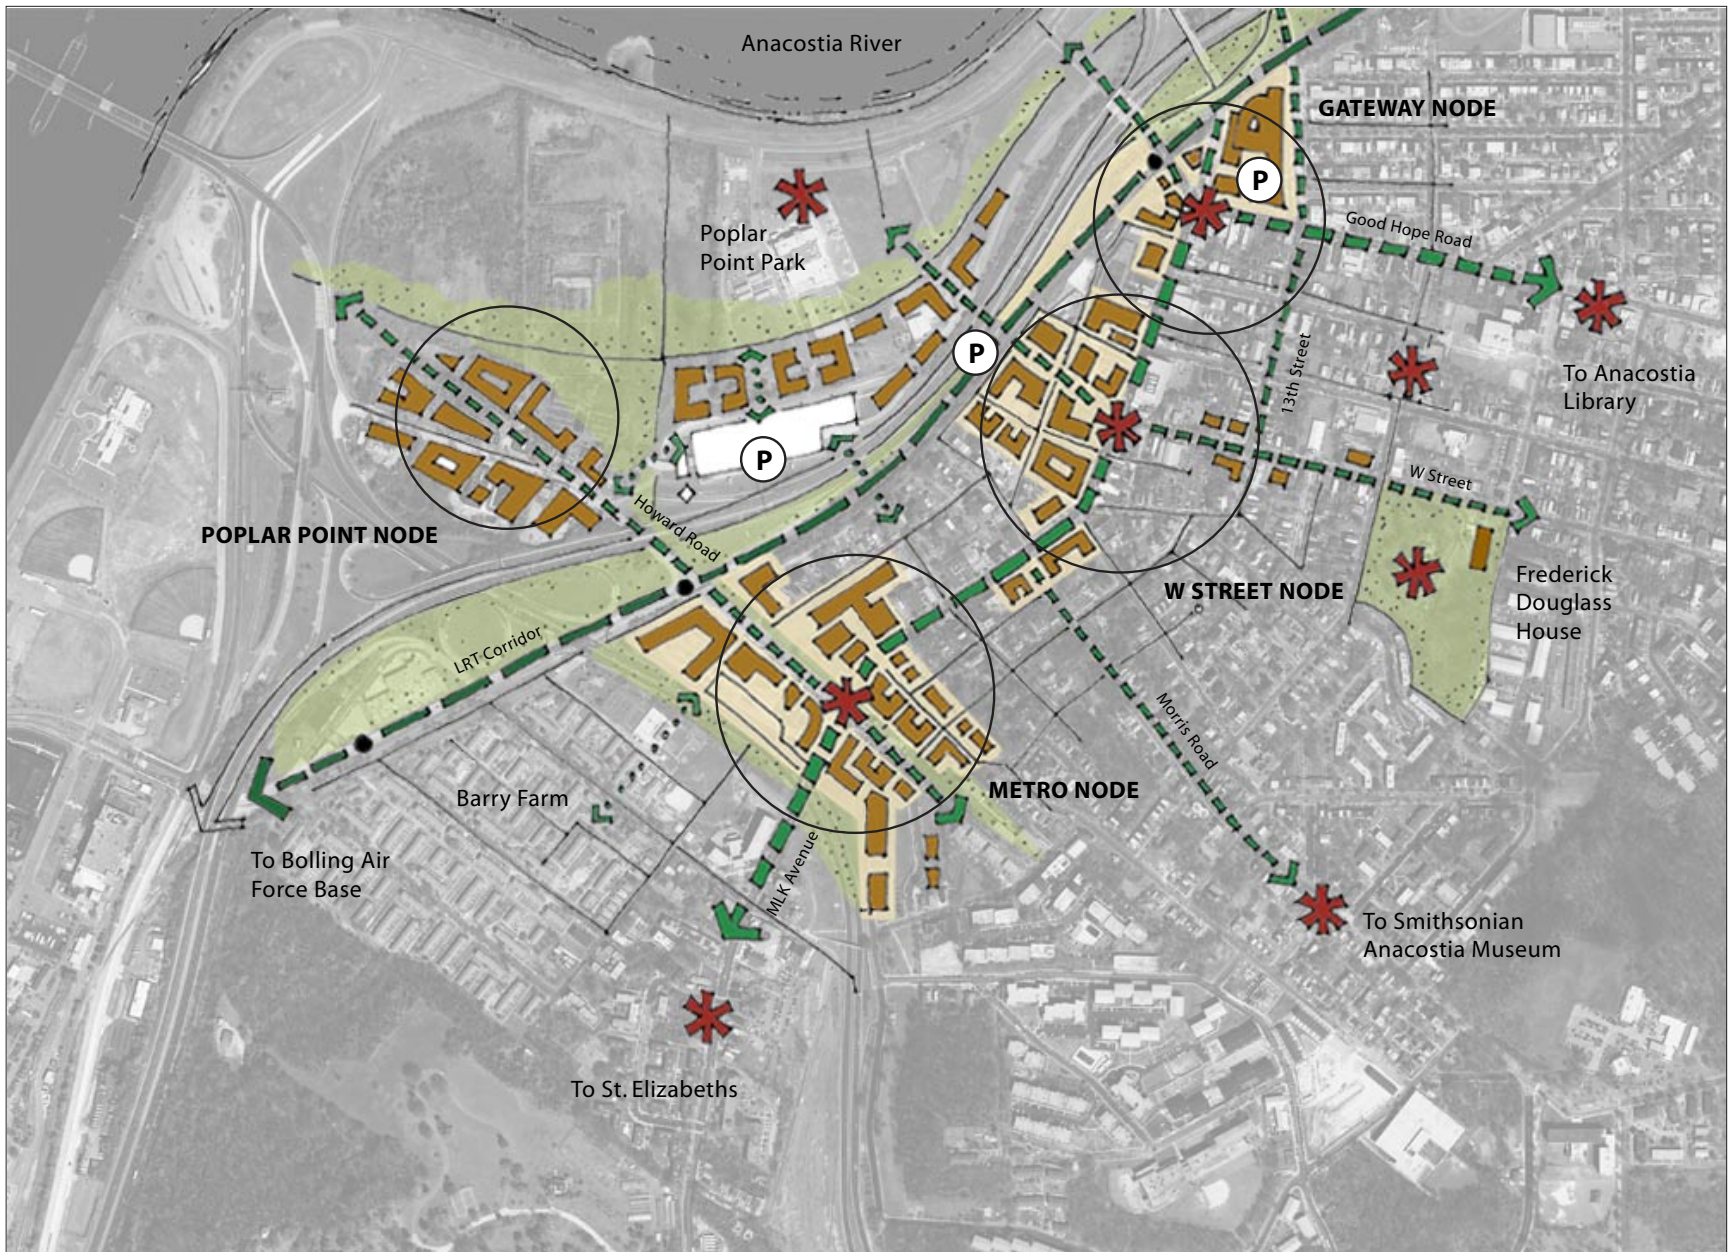 Anacostia River
GATEWAY NODE
P
Poplar
Point Park
Good Hope Road
P
13th Street
To Anacostia
Library
P
W Street
Howard Road
POPLAR POINT NODE
W STREET NODE
Frederick
Douglass
House
LRT Corridor
Morris Road
METRO NODE
Barry Farm
To Bolling Air
Force Base
MLK Avenue
To Smithsonian
Anacostia Museum
To St. Elizabeths